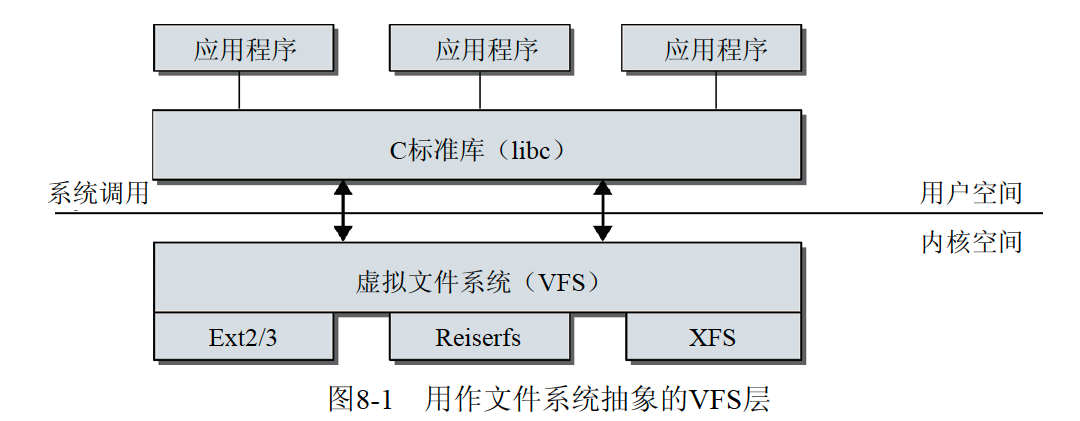 应用程序 应用程序 应用程序
C标准库（libc）
系统调用 用户空间
内核空间
虚拟文件系统（VFS）
Ext2/3 Reiserfs XFS
图8-1 用作文件系统抽象的VFS层